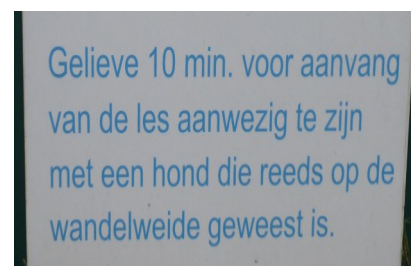 Gelieve 10 min. voor aanvang
van de les aanwezig te zijn
met een hond die reeds op de
wandelweide geweest is.